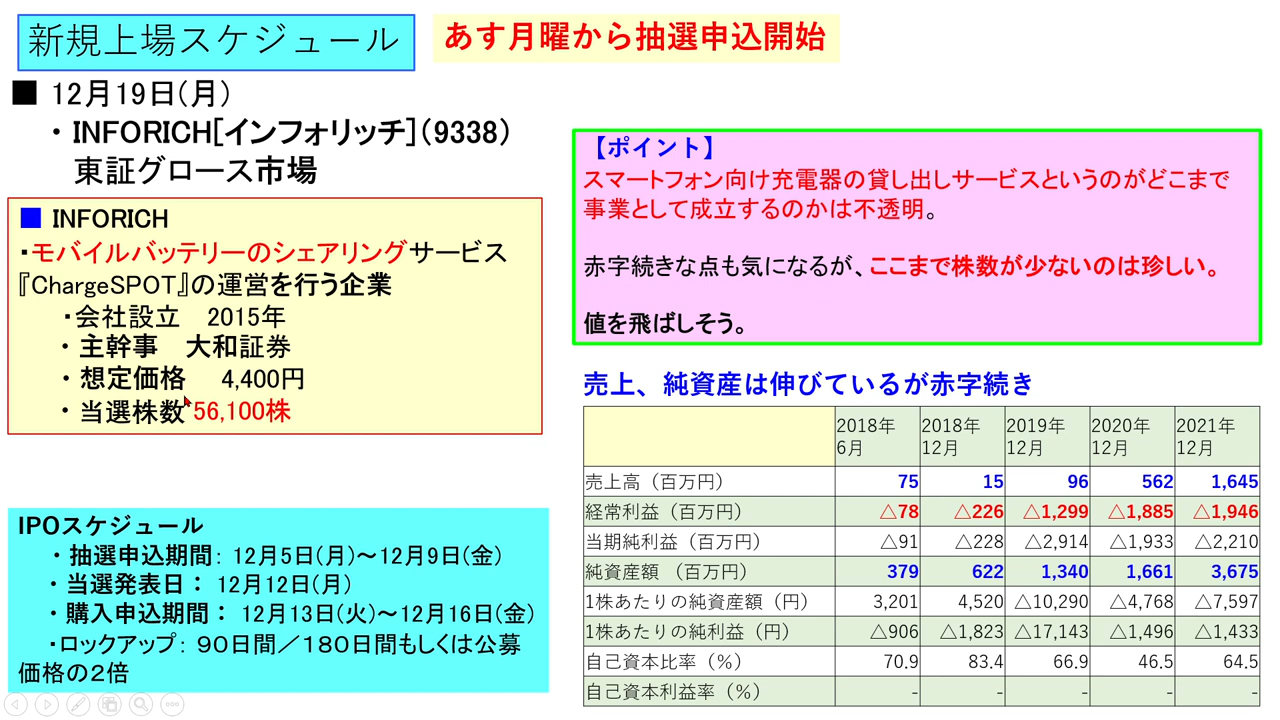 新規上場スケジュール
あす月曜から抽選申込開始
■ 12月19日(月)
・INFORICH[インフォリッチ](9338)
東証グロース市場
■ INFORICH
・モバイルバッテリーのシェアリングサービス
『ChargeSPOT』の運営を行う企業
・会社設立 2015年
・主幹事 大和証券
・想定価格 4,400円
・当選株数 56,100株
IPOスケジュール
・抽選申込期間: 12月5日(月)～12月9日(金)
・当選発表日： 12月12日(月)
・購入申込期間： 12月13日(火)～12月16日(金)
・ロックアップ: 90日間／180日間もしくは公募
価格の2倍
【ポイント】
スマートフォン向け充電器の貸し出しサービスというのがどこまで
事業として成立するのかは不透明。
赤字続きな点も気になるが、ここまで株数が少ないのは珍しい。
値を飛ばしそう。
売上、純資産は伸びているが赤字続き
2018年6月 2018年12月 2019年12月 2020年12月 2021年12月
売上高（百万円） 75 15 96 562 1,645
経常利益（百万円） △78 △226 △1,299 △1,885 △1,946
当期純利益（百万円） △91 △228 △2,914 △1,933 △2,210
純資産額 （百万円） 379 622 1,340 1,661 3,675
1株あたりの純資産額（円） 3,201 4,520 △10,290 △4,768 △7,597
1株あたりの純利益（円） △906 △1,823 △17,143 △1,496 △1,433
自己資本比率（%） 70.9 83.4 66.9 46.5 64.5
自己資本利益率（%） - - - - -